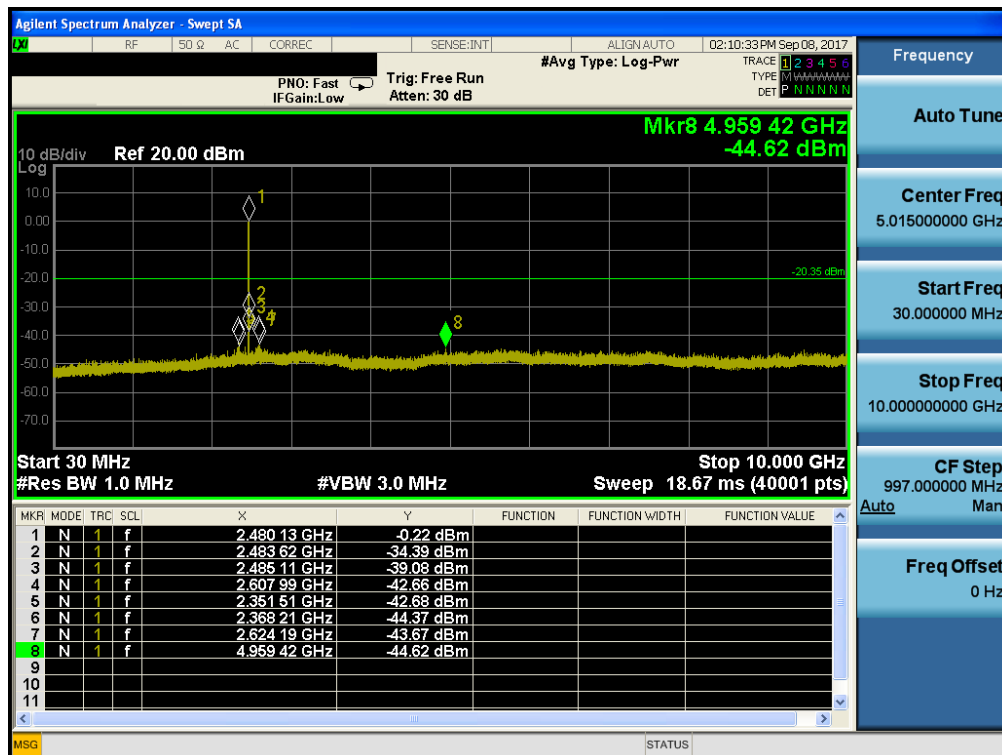 Agilent Spectrum Analyzer - Swept SA
LXI RF 50 Ω AC CORREC SENSE:INT ALIGN AUTO 02:10:33 PM Sep 08, 2017
#Avg Type: Log-Pwr
TRACE 1 2 3 4 5 6
PNO: Fast Trig: Free Run
TYPE M
IFGain:Low Atten: 30 dB
DET P N N N N N
Mkr8 4.959 42 GHz
-44.62 dBm
10 dB/div Ref 20.00 dBm
Log
10.0
0.00
-10.0
-20.0
-30.0
-40.0
-50.0
-60.0
-70.0
-20.35 dBm
1
2
3
4
8
Start 30 MHz Stop 10.000 GHz
#Res BW 1.0 MHz #VBW 3.0 MHz Sweep 18.67 ms (40001 pts)
MKR MODE TRC SCL X Y FUNCTION FUNCTION WIDTH FUNCTION VALUE
1 N 1 f 2.480 13 GHz -0.22 dBm
2 N 1 f 2.483 62 GHz -34.39 dBm
3 N 1 f 2.485 11 GHz -39.08 dBm
4 N 1 f 2.607 99 GHz -42.66 dBm
5 N 1 f 2.351 51 GHz -42.68 dBm
6 N 1 f 2.368 21 GHz -44.37 dBm
7 N 1 f 2.624 19 GHz -43.67 dBm
8 N 1 f 4.959 42 GHz -44.62 dBm
9
10
11
MSG STATUS
Frequency
Auto Tune
Center Freq
5.015000000 GHz
Start Freq
30.000000 MHz
Stop Freq
10.000000000 GHz
CF Step
997.000000 MHz
Auto Man
Freq Offset
0 Hz